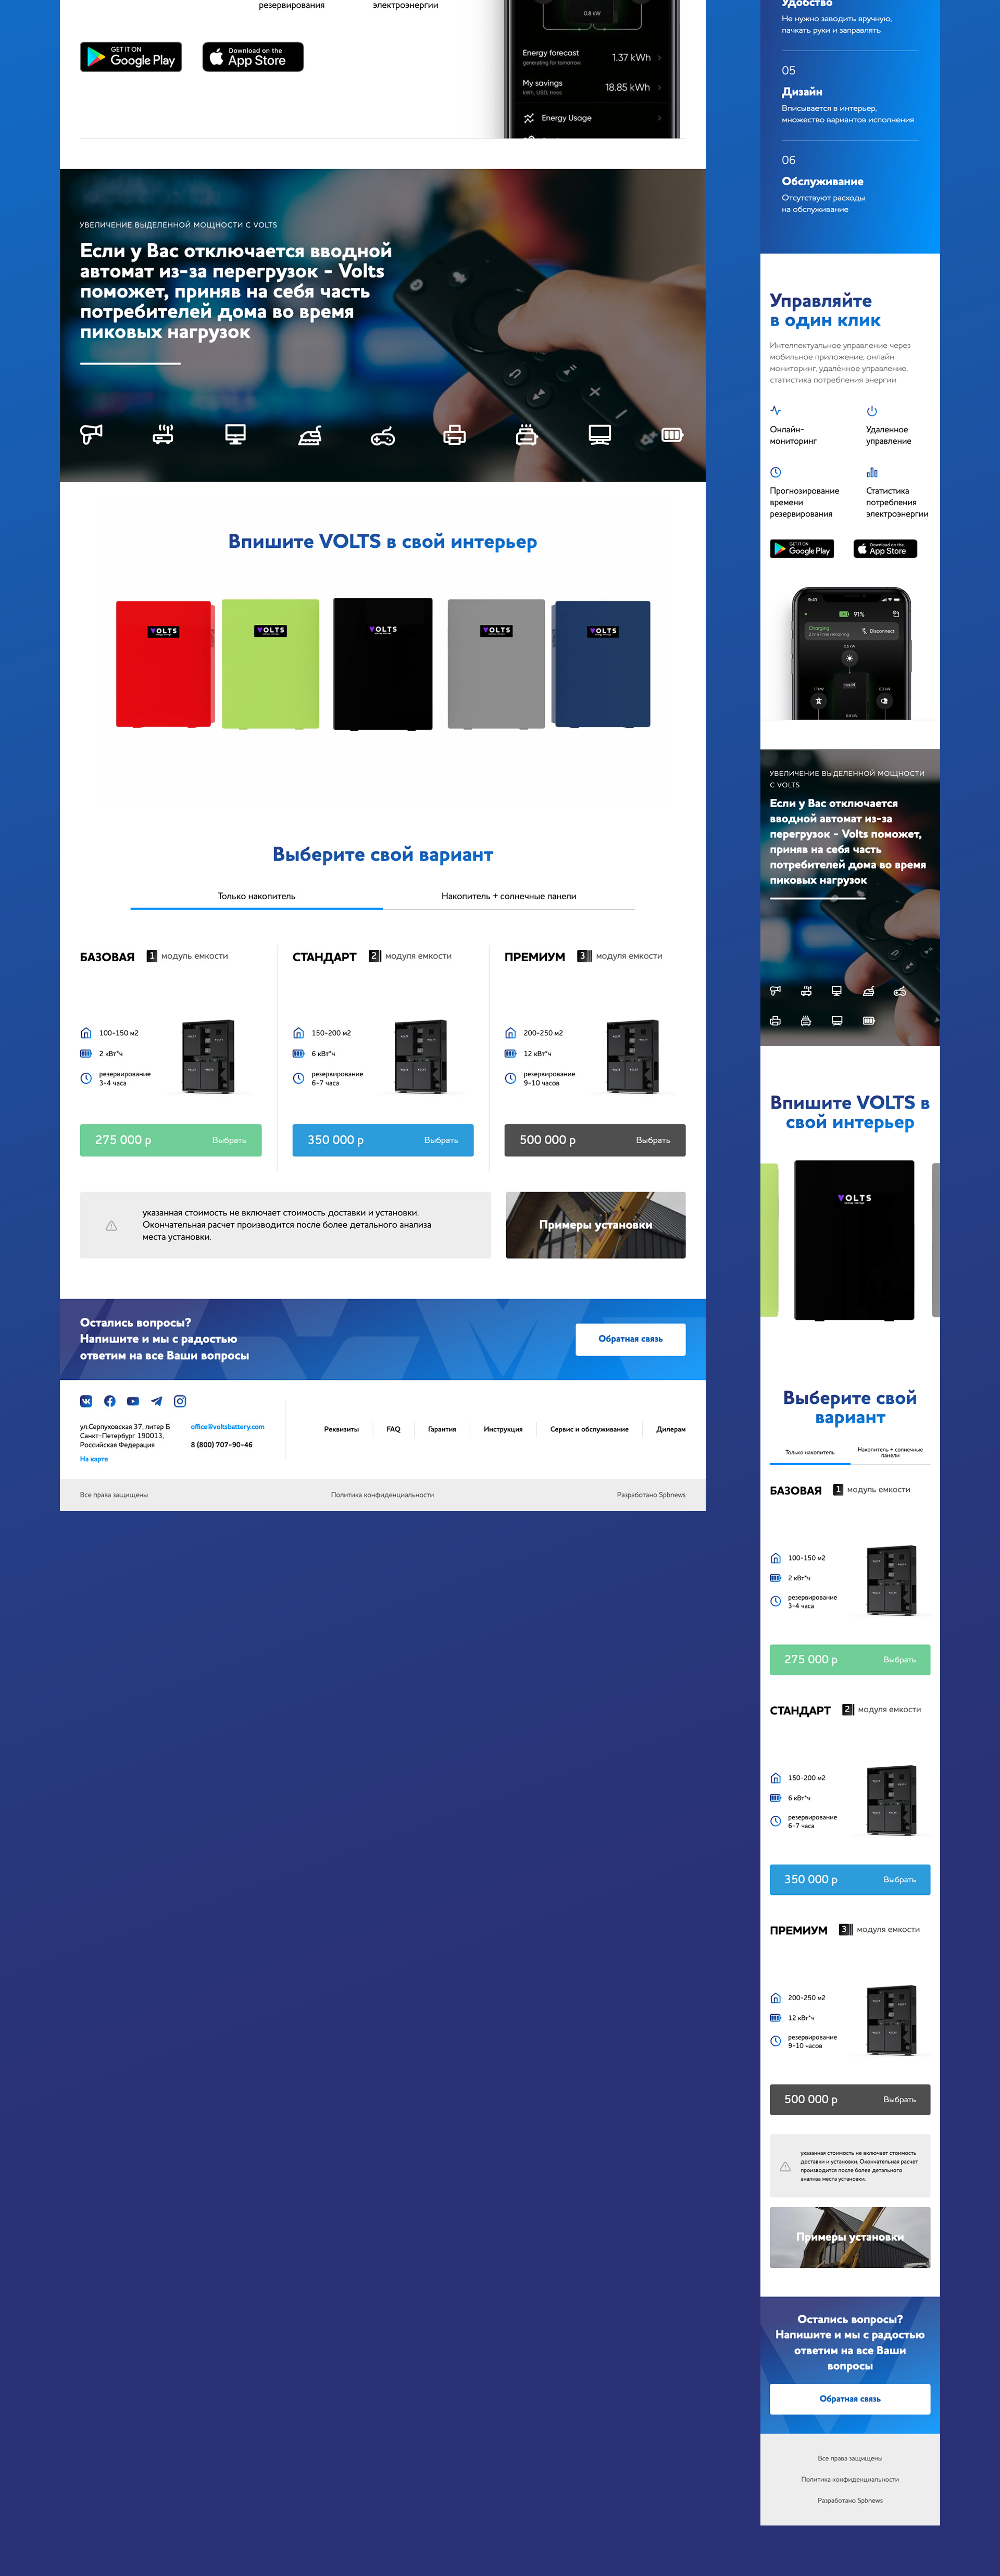 резервирования
электроэнергии
GET IT ON
Google Play
Download on the
App Store
0.8 kW
Energy forecast
generating for tomorrow
1.37 kWh
My savings
kWh, USD, trees
18.85 kWh
Energy Usage
УВЕЛИЧЕНИЕ ВЫДЕЛЕННОЙ МОЩНОСТИ С VOLTS
Если у Вас отключается вводной
автомат из-за перегрузок - Volts
поможет, приняв на себя часть
потребителей дома во время
пиковых нагрузок
Впишите VOLTS в свой интерьер
VOLTS
VOLTS
VOLTS
VOLTS
VOLTS
Выберите свой вариант
Только накопитель
Накопитель + солнечные панели
БАЗОВАЯ
1 модуль емкости
100-150 м2
2 кВт*ч
резервирование
3-4 часа
275 000 р
Выбрать
СТАНДАРТ
2 модуля емкости
150-200 м2
6 кВт*ч
резервирование
6-7 часа
350 000 р
Выбрать
ПРЕМИУМ
3 модуля емкости
200-250 м2
12 кВт*ч
резервирование
9-10 часов
500 000 р
Выбрать
указанная стоимость не включает стоимость доставки и установки.
Окончательная расчет производится после более детального анализа
места установки.
Примеры установки
Остались вопросы?
Напишите и мы с радостью
ответим на все Ваши вопросы
Обратная связь
ул.Серпуховская 37, литер Б
Санкт-Петербург 190013,
Российская Федерация
На карте
office@voltsbattery.com
8 (800) 707-90-46
Реквизиты
FAQ
Гарантия
Инструкция
Сервис и обслуживание
Дилерам
Все права защищены
Политика конфиденциальности
Разработано Spbnews
Удобство
Не нужно заводить вручную,
пачкать руки и заправлять
05
Дизайн
Вписывается в интерьер,
множество вариантов исполнения
06
Обслуживание
Отсутствуют расходы
на обслуживание
Управляйте
в один клик
Интеллектуальное управление через
мобильное приложение, онлайн
мониторинг, удалённое управление,
статистика потребления энергии
Онлайн-
мониторинг
Удаленное
управление
Прогнозирование
времени
резервирования
Статистика
потребления
электроэнергии
GET IT ON
Google Play
Download on the
App Store
9:41
91%
Charging
Disconnect
VOLTS
0.8 kW
УВЕЛИЧЕНИЕ ВЫДЕЛЕННОЙ МОЩНОСТИ
С VOLTS
Если у Вас отключается
вводной автомат из-за
перегрузок - Volts поможет,
приняв на себя часть
потребителей дома во время
пиковых нагрузок
Впишите VOLTS в
свой интерьер
VOLTS
Выберите свой
вариант
Только накопитель
Накопитель + солнечные
панели
БАЗОВАЯ
1 модуль емкости
100-150 м2
2 кВт*ч
резервирование
3-4 часа
275 000 р
Выбрать
СТАНДАРТ
2 модуля емкости
150-200 м2
6 кВт*ч
резервирование
6-7 часа
350 000 р
Выбрать
ПРЕМИУМ
3 модуля емкости
200-250 м2
12 кВт*ч
резервирование
9-10 часов
500 000 р
Выбрать
указанная стоимость не включает стоимость
доставки и установки. Окончательная расчет
производится после более детального
анализа места установки.
Примеры установки
Остались вопросы?
Напишите и мы с радостью
ответим на все Ваши
вопросы
Обратная связь
Все права защищены
Политика конфиденциальности
Разработано Spbnews